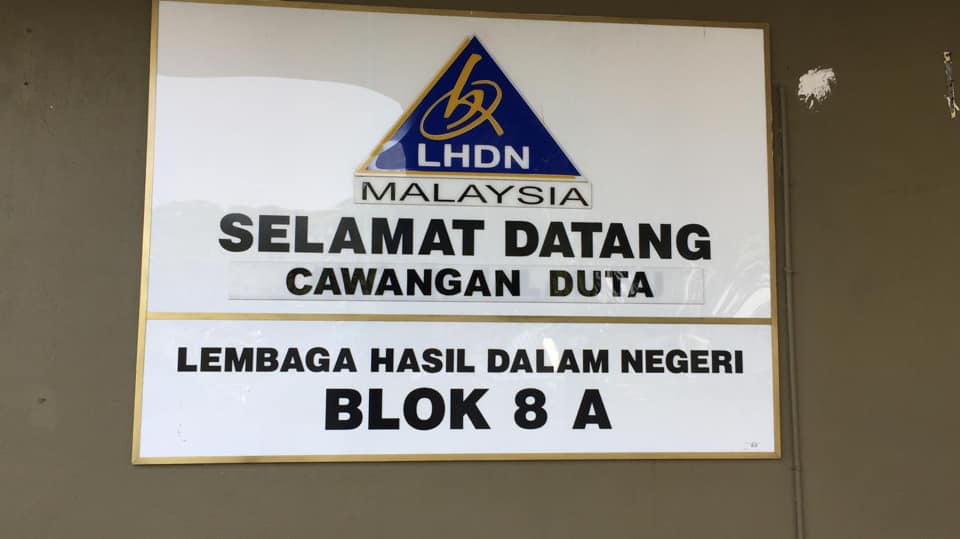 LHDN
MALAYSIA
SELAMAT DATANG
CAWANGAN DUTA
LEMBAGA HASIL DALAM NEGERI
BLOK 8 A